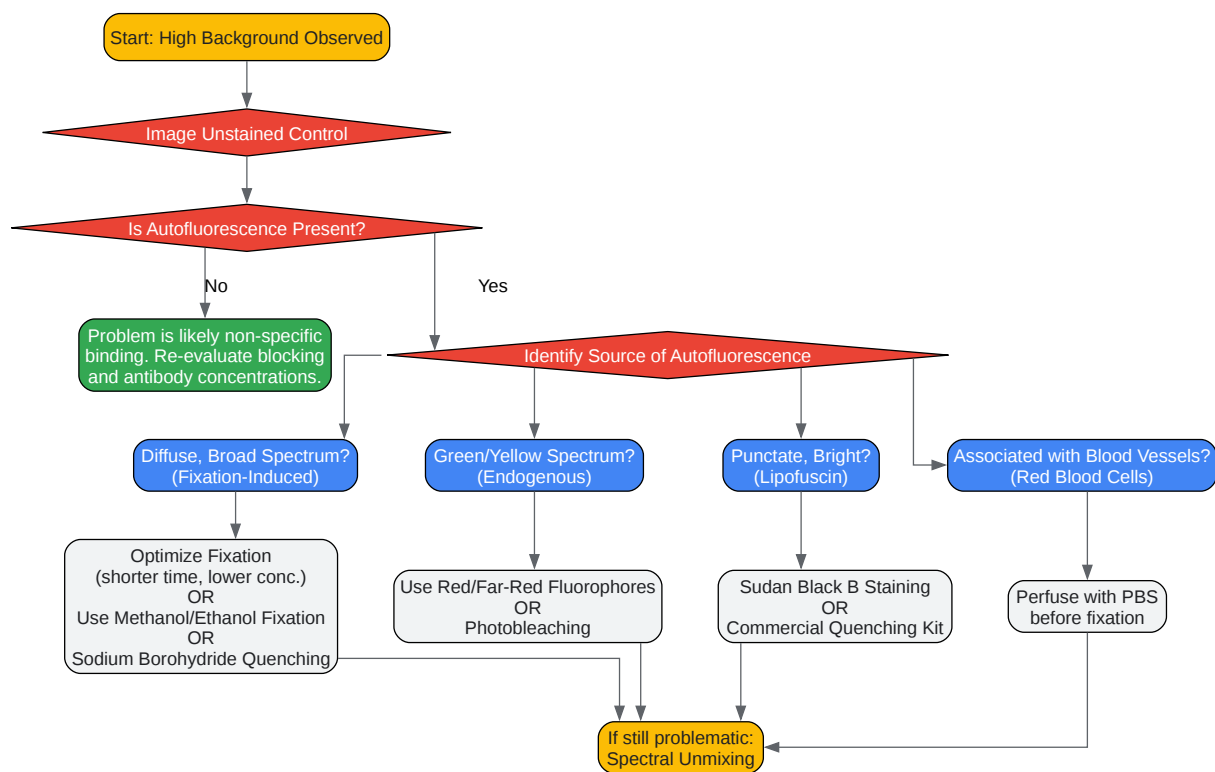 Start: High Background Observed
Image Unstained Control
Is Autofluorescence Present?
No
Yes
Problem is likely non-specific
binding. Re-evaluate blocking
and antibody concentrations.
Identify Source of Autofluorescence
Diffuse, Broad Spectrum?
(Fixation-Induced)
Green/Yellow Spectrum?
(Endogenous)
Punctate, Bright?
(Lipofuscin)
Associated with Blood Vessels?
(Red Blood Cells)
Optimize Fixation
(shorter time, lower conc.)
OR
Use Methanol/Ethanol Fixation
OR
Sodium Borohydride Quenching
Use Red/Far-Red Fluorophores
OR
Photobleaching
Sudan Black B Staining
OR
Commercial Quenching Kit
Perfuse with PBS
before fixation
If still problematic:
Spectral Unmixing